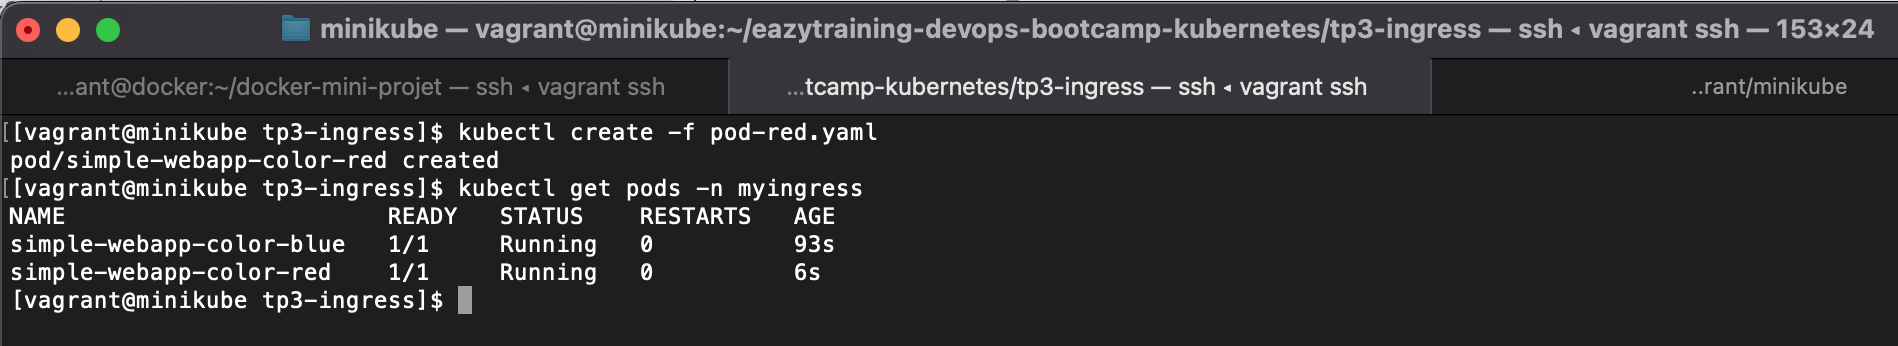 minikube — vagrant@minikube:~/eazytraining-devops-bootcamp-kubernetes/tp3-ingress — ssh ◂ vagrant ssh — 153×24
...ant@docker:~/docker-mini-projet — ssh ◂ vagrant ssh
...tcamp-kubernetes/tp3-ingress — ssh ◂ vagrant ssh
..rant/minikube
[[vagrant@minikube tp3-ingress]$ kubectl create -f pod-red.yaml
pod/simple-webapp-color-red created
[[vagrant@minikube tp3-ingress]$ kubectl get pods -n myingress
NAME                       READY   STATUS    RESTARTS   AGE
simple-webapp-color-blue   1/1     Running   0          93s
simple-webapp-color-red    1/1     Running   0          6s
[vagrant@minikube tp3-ingress]$